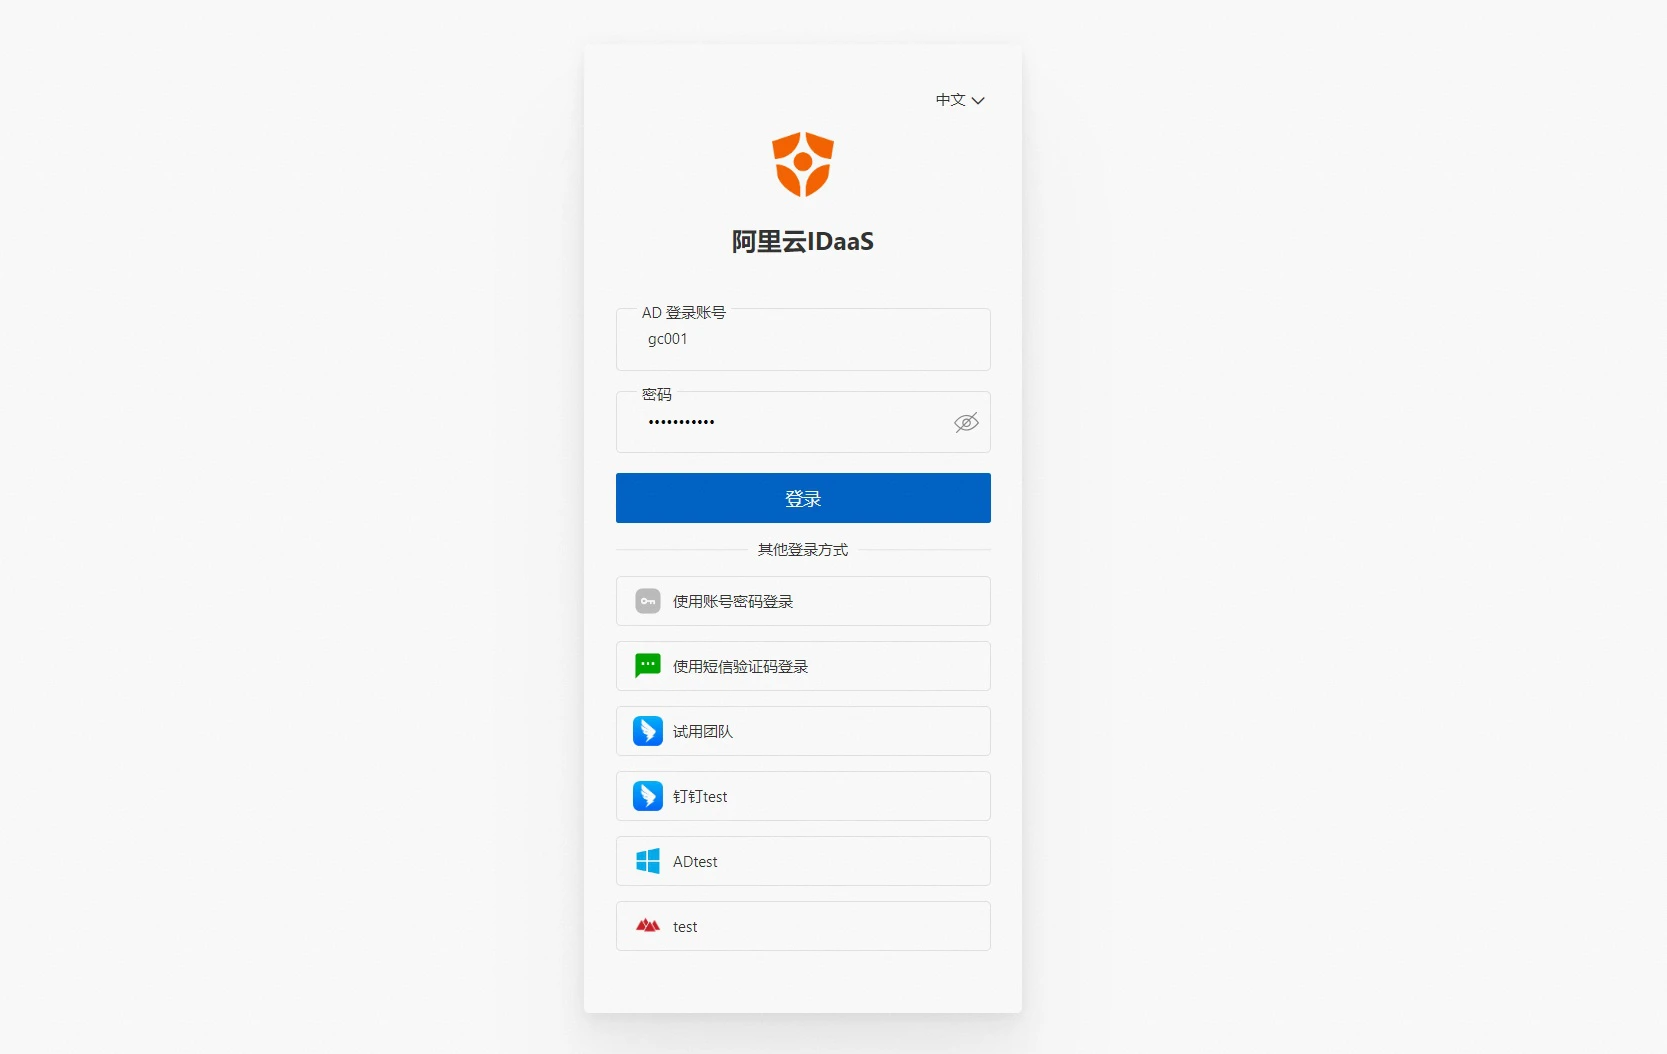 中文
阿里云IDaaS
AD 登录账号
gc001
密码
•••••••••••
登录
其他登录方式
使用账号密码登录
使用短信验证码登录
试用团队
钉钉test
ADtest
test